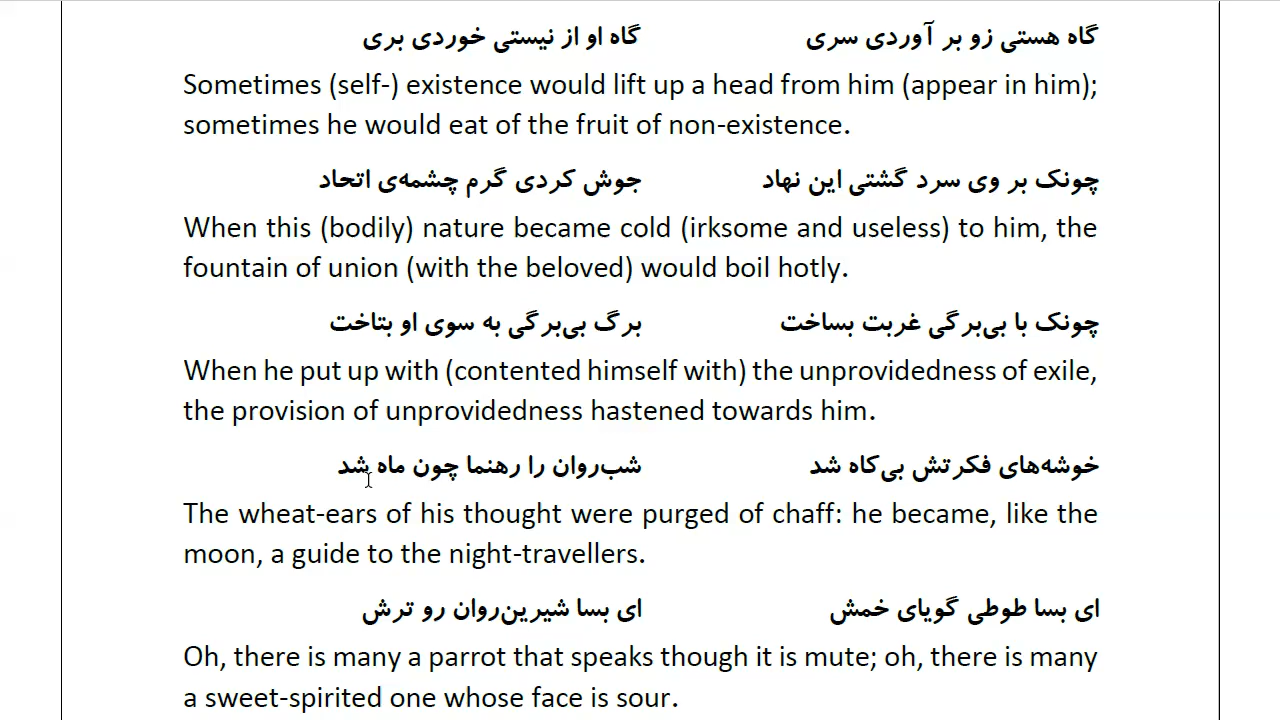 گاه هستی زو بر آوردی سری گاه او از نیستی خوردی بری
Sometimes (self-) existence would lift up a head from him (appear in him);
sometimes he would eat of the fruit of non-existence.
چونک بر وی سرد گشتی این نهاد جوش کردی گرم چشمه‌ی اتحاد
When this (bodily) nature became cold (irksome and useless) to him, the
fountain of union (with the beloved) would boil hotly.
چونک با بی‌برگی غربت بساخت برگ بی‌برگی به سوی او بتاخت
When he put up with (contented himself with) the unprovidedness of exile,
the provision of unprovidedness hastened towards him.
خوشه‌های فکرتش بی‌کاه شد شب‌روان را رهنما چون ماه شد
The wheat-ears of his thought were purged of chaff: he became, like the
moon, a guide to the night-travellers.
ای بسا طوطی گویای خمش ای بسا شیرین‌روان رو ترش
Oh, there is many a parrot that speaks though it is mute; oh, there is many
a sweet-spirited one whose face is sour.